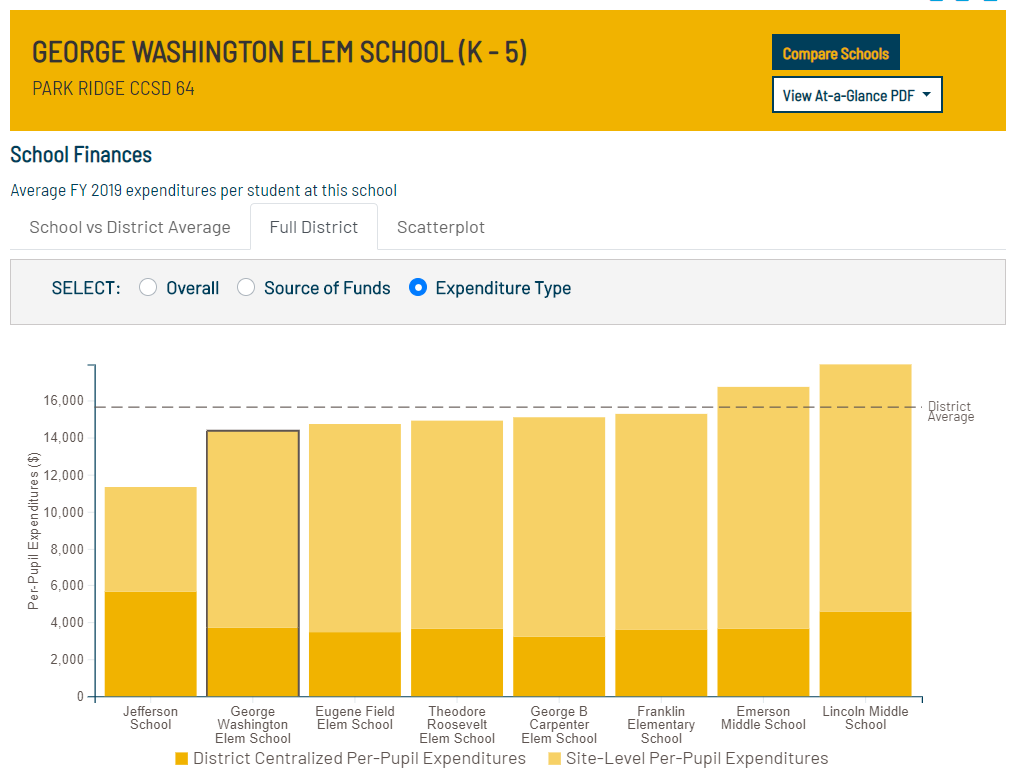 GEORGE WASHINGTON ELEM SCHOOL (K - 5)
PARK RIDGE CCSD 64
Compare Schools
View At-a-Glance PDF
School Finances
Average FY 2019 expenditures per student at this school
School vs District Average
Full District
Scatterplot
SELECT:
Overall
Source of Funds
Expenditure Type
Per-Pupil Expenditures ($)
16,000
14,000
12,000
10,000
8,000
6,000
4,000
2,000
0
District
Average
Jefferson
School
George
Washington
Elem School
Eugene Field
Elem School
Theodore
Roosevelt
Elem School
George B
Carpenter
Elem School
Franklin
Elementary
School
Emerson
Middle School
Lincoln Middle
School
District Centralized Per-Pupil Expenditures
Site-Level Per-Pupil Expenditures